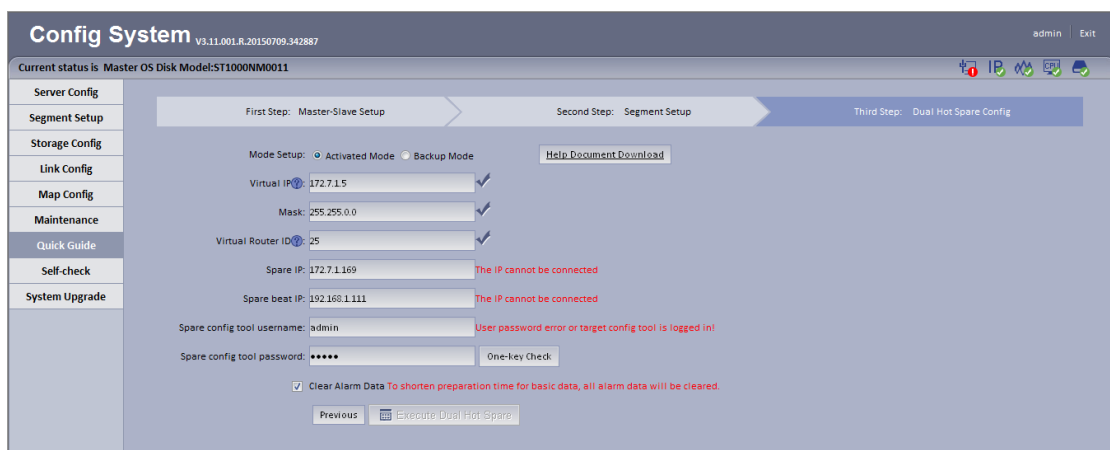 Config System V3.11.001.R.20150709.342887
admin Exit
Current status is Master OS Disk Model:ST1000NM0011
IP CPU
Server Config
Segment Setup
Storage Config
Link Config
Map Config
Maintenance
Quick Guide
Self-check
System Upgrade
First Step: Master-Slave Setup
Second Step: Segment Setup
Third Step: Dual Hot Spare Config
Mode Setup: Activated Mode Backup Mode
Help Document Download
Virtual IP?: 172.7.1.5
Mask: 255.255.0.0
Virtual Router ID?: 25
Spare IP: 172.7.1.169 The IP cannot be connected
Spare beat IP: 192.168.1.111 The IP cannot be connected
Spare config tool username: admin User password error or target config tool is logged in!
Spare config tool password: ••••• One-key Check
Clear Alarm Data To shorten preparation time for basic data, all alarm data will be cleared.
Previous Execute Dual Hot Spare